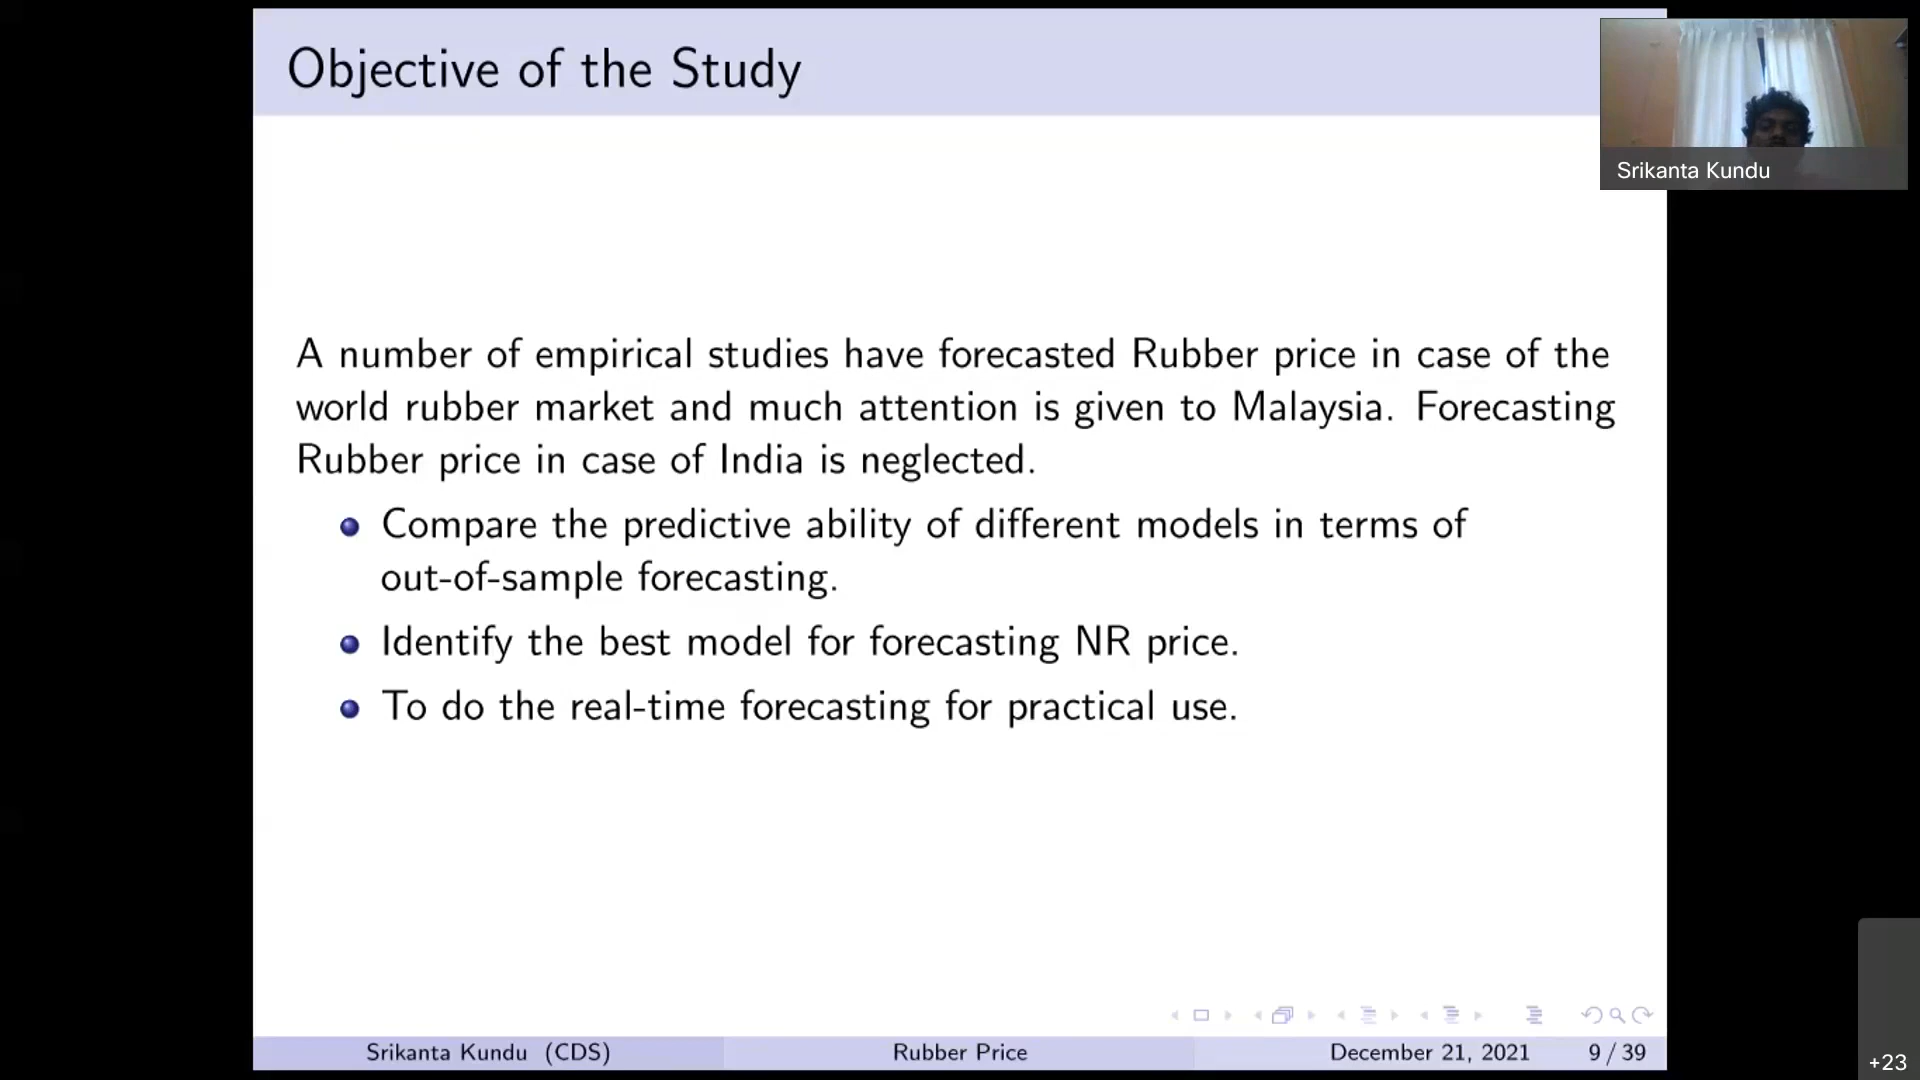 Objective of the Study
Srikanta Kundu
A number of empirical studies have forecasted Rubber price in case of the
world rubber market and much attention is given to Malaysia. Forecasting
Rubber price in case of India is neglected.
Compare the predictive ability of different models in terms of
out-of-sample forecasting.
Identify the best model for forecasting NR price.
To do the real-time forecasting for practical use.
Srikanta Kundu (CDS)
Rubber Price
December 21, 2021
9 / 39
+23